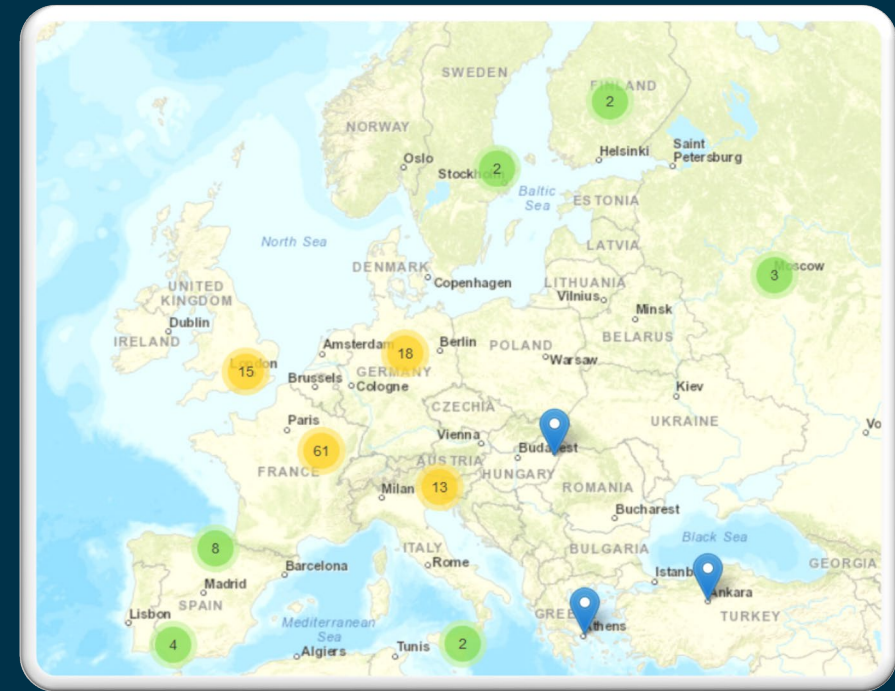 SWEDEN
FINLAND
2
NORWAY
Oslo
Stockholm
2
Helsinki
Saint
Petersburg
Baltic
Sea
ESTONIA
North Sea
LATVIA
DENMARK
Copenhagen
Moscow
3
LITHUANIA
Vilnius
UNITED
KINGDOM
Minsk
Dublin
IRELAND
BELARUS
Amsterdam
18
Berlin
POLAND
Warsaw
London
15
Brussels
GERMANY
Cologne
Kiev
CZECHIA
Paris
UKRAINE
Vo
Vienna
Budapest
61
FRANCE
AUSTRIA
HUNGARY
Milan
13
ROMANIA
Bucharest
8
Black Sea
ITALY
Rome
BULGARIA
Barcelona
GEORGIA
Madrid
Istanb
Ankara
SPAIN
Lisbon
Mediterranean
Sea
GREE
Athens
TURKEY
4
Algiers
Tunis
2